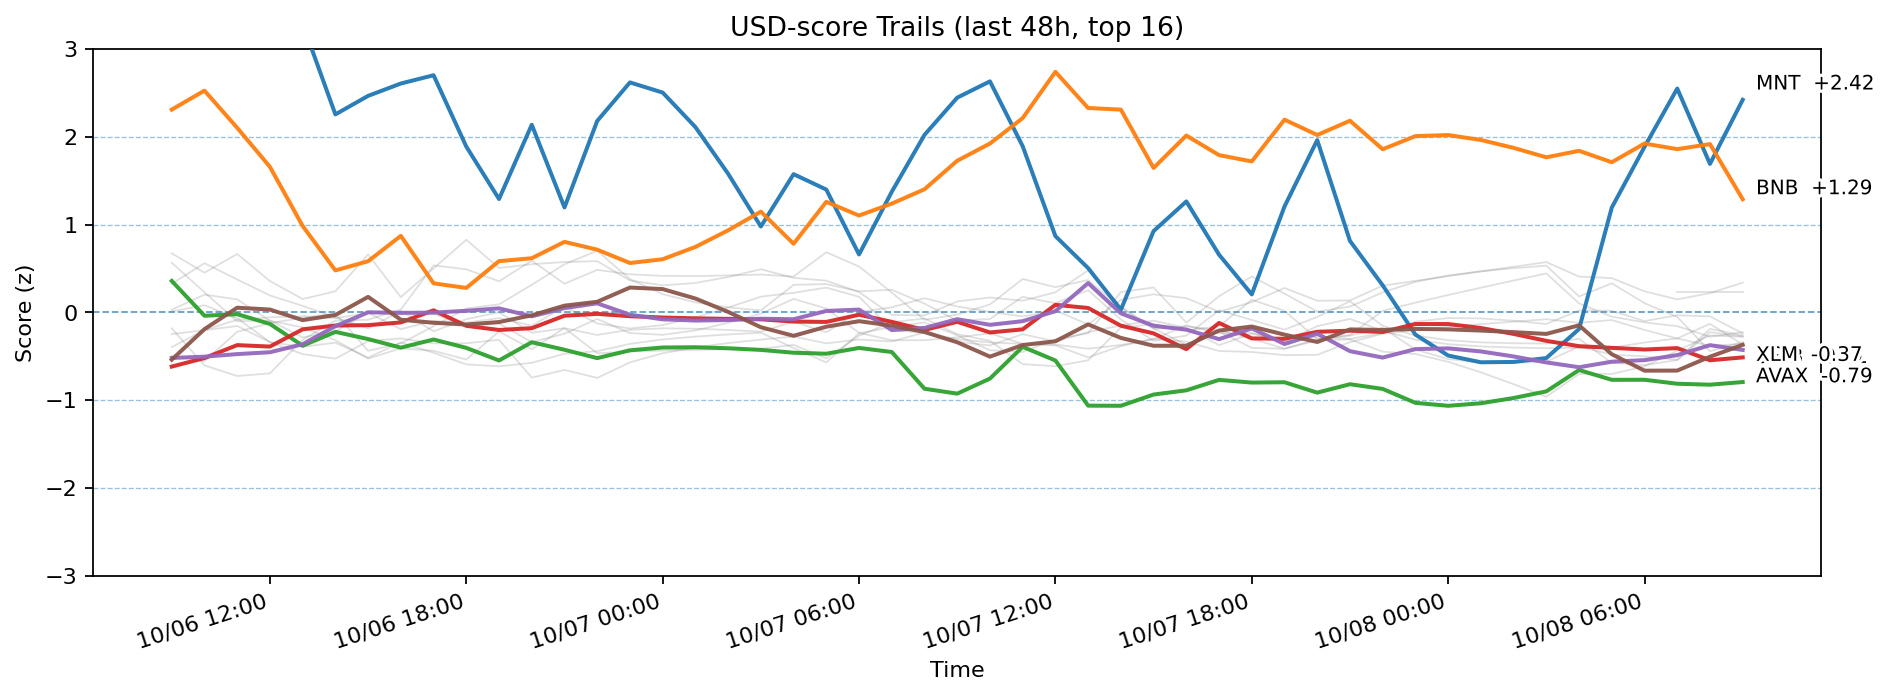 USD-score Trails (last 48h, top 16)
Score (z)
3
2
1
0
−1
−2
−3
MNT +2.42
BNB +1.29
XLM -0.37
AVAX -0.79
10/06 12:00
10/06 18:00
10/07 00:00
10/07 06:00
10/07 12:00
10/07 18:00
10/08 00:00
10/08 06:00
Time